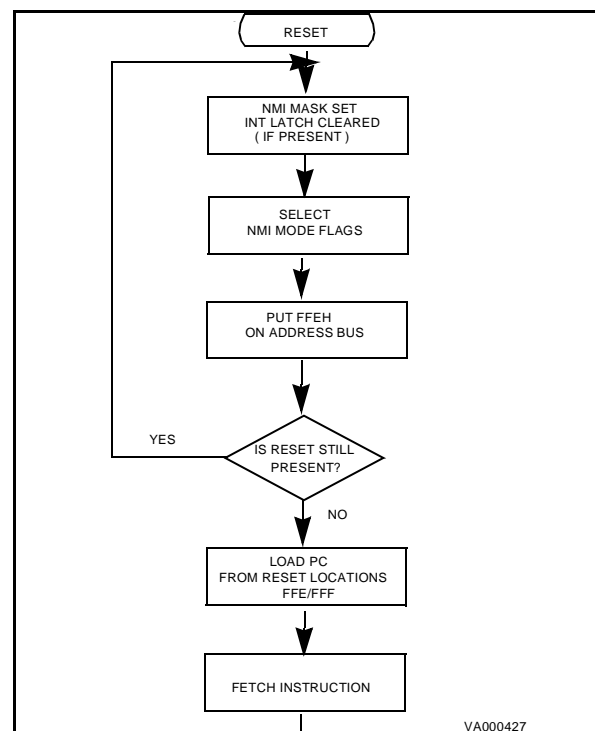 RESET
NMI MASK SET
INT LATCH CLEARED
( IF PRESENT )
SELECT
NMI MODE FLAGS
PUT FFEH
ON ADDRESS BUS
YES
IS RESET STILL
PRESENT?
NO
LOAD PC
FROM RESET LOCATIONS
FFE/FFF
FETCH INSTRUCTION
VA000427